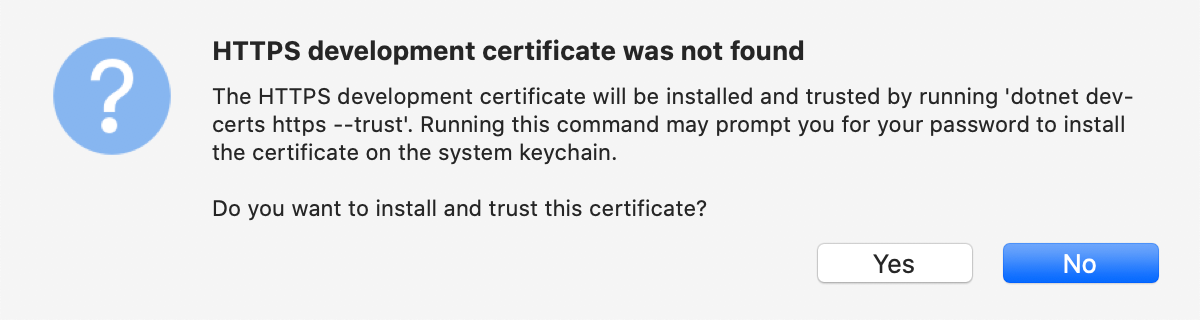 ?
HTTPS development certificate was not found
The HTTPS development certificate will be installed and trusted by running 'dotnet dev-
certs https --trust'. Running this command may prompt you for your password to install
the certificate on the system keychain.
Do you want to install and trust this certificate?
Yes
No